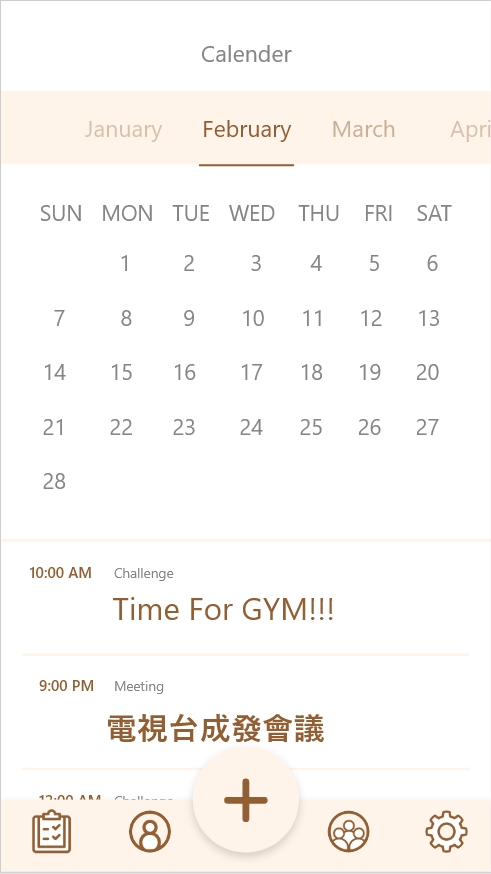 Calender
January February March Apri
SUN MON TUE WED THU FRI SAT
1 2 3 4 5 6
7 8 9 10 11 12 13
14 15 16 17 18 19 20
21 22 23 24 25 26 27
28
10:00 AM Challenge
Time For GYM!!!
9:00 PM Meeting
電視台成發會議